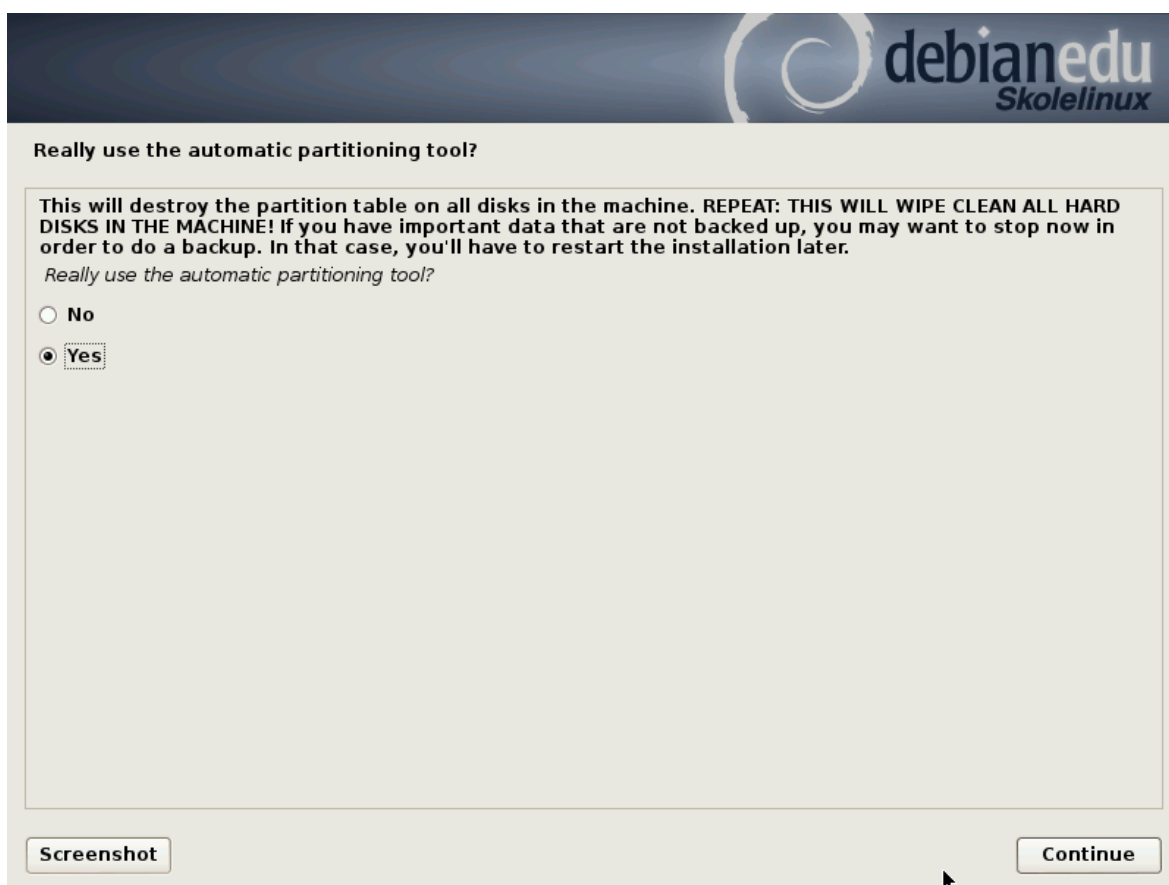 debianedu
Skolelinux
Really use the automatic partitioning tool?
This will destroy the partition table on all disks in the machine. REPEAT: THIS WILL WIPE CLEAN ALL HARD
DISKS IN THE MACHINE! If you have important data that are not backed up, you may want to stop now in
order to do a backup. In that case, you'll have to restart the installation later.
Really use the automatic partitioning tool?
No
Yes
Screenshot
Continue